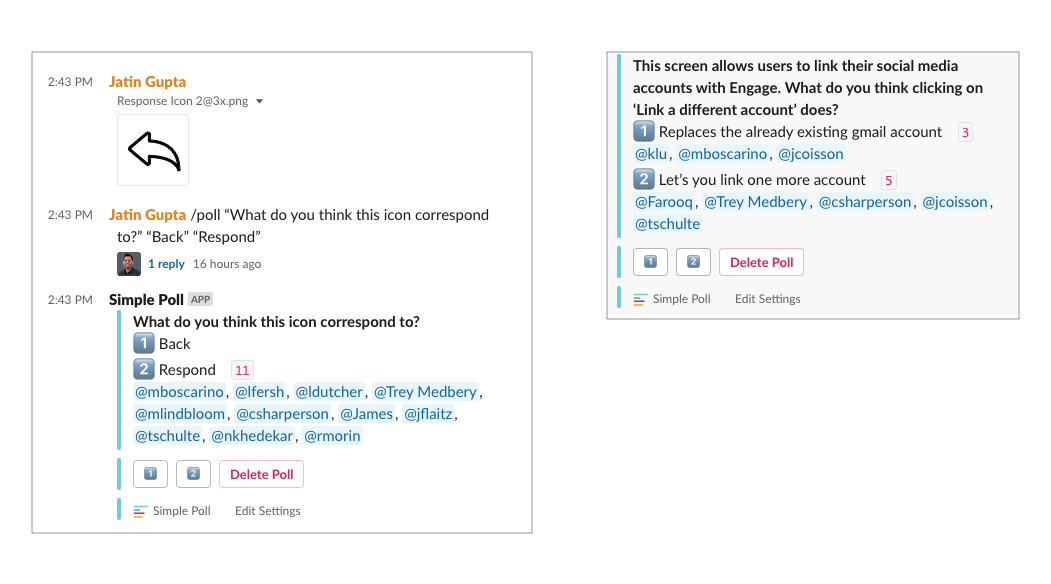 2:43 PM Jatin Gupta
Response Icon 2@3x.png
2:43 PM Jatin Gupta /poll “What do you think this icon correspond
to?” “Back” “Respond”
1 reply 16 hours ago
2:43 PM Simple Poll APP
What do you think this icon correspond to?
1 Back
2 Respond 11
@mboscarino, @lfersh, @ldutcher, @Trey Medbery,
@mlindbloom, @csharperson, @James, @jflaitz,
@tschulte, @nkhedekar, @rmorin
1 2 Delete Poll
Simple Poll Edit Settings
This screen allows users to link their social media
accounts with Engage. What do you think clicking on
‘Link a different account’ does?
1 Replaces the already existing gmail account 3
@klu, @mboscarino, @jcoisson
2 Let’s you link one more account 5
@Farooq, @Trey Medbery, @csharperson, @jcoisson,
@tschulte
1 2 Delete Poll
Simple Poll Edit Settings